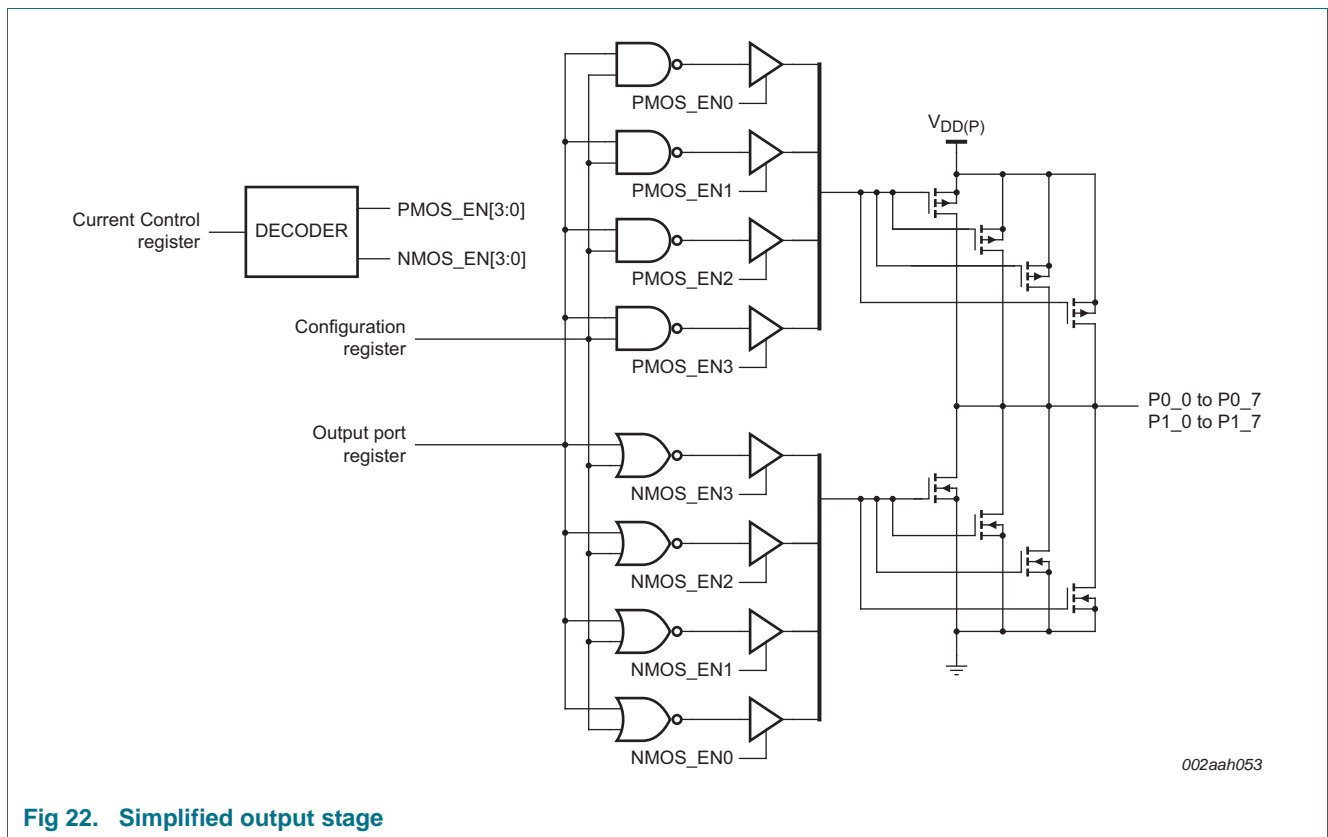 PMOS_EN0
V_DD(P)
PMOS_EN1
Current Control
register
DECODER
PMOS_EN[3:0]
NMOS_EN[3:0]
PMOS_EN2
Configuration
register
PMOS_EN3
P0_0 to P0_7
P1_0 to P1_7
Output port
register
NMOS_EN3
NMOS_EN2
NMOS_EN1
NMOS_EN0
002aah053
Fig 22. Simplified output stage